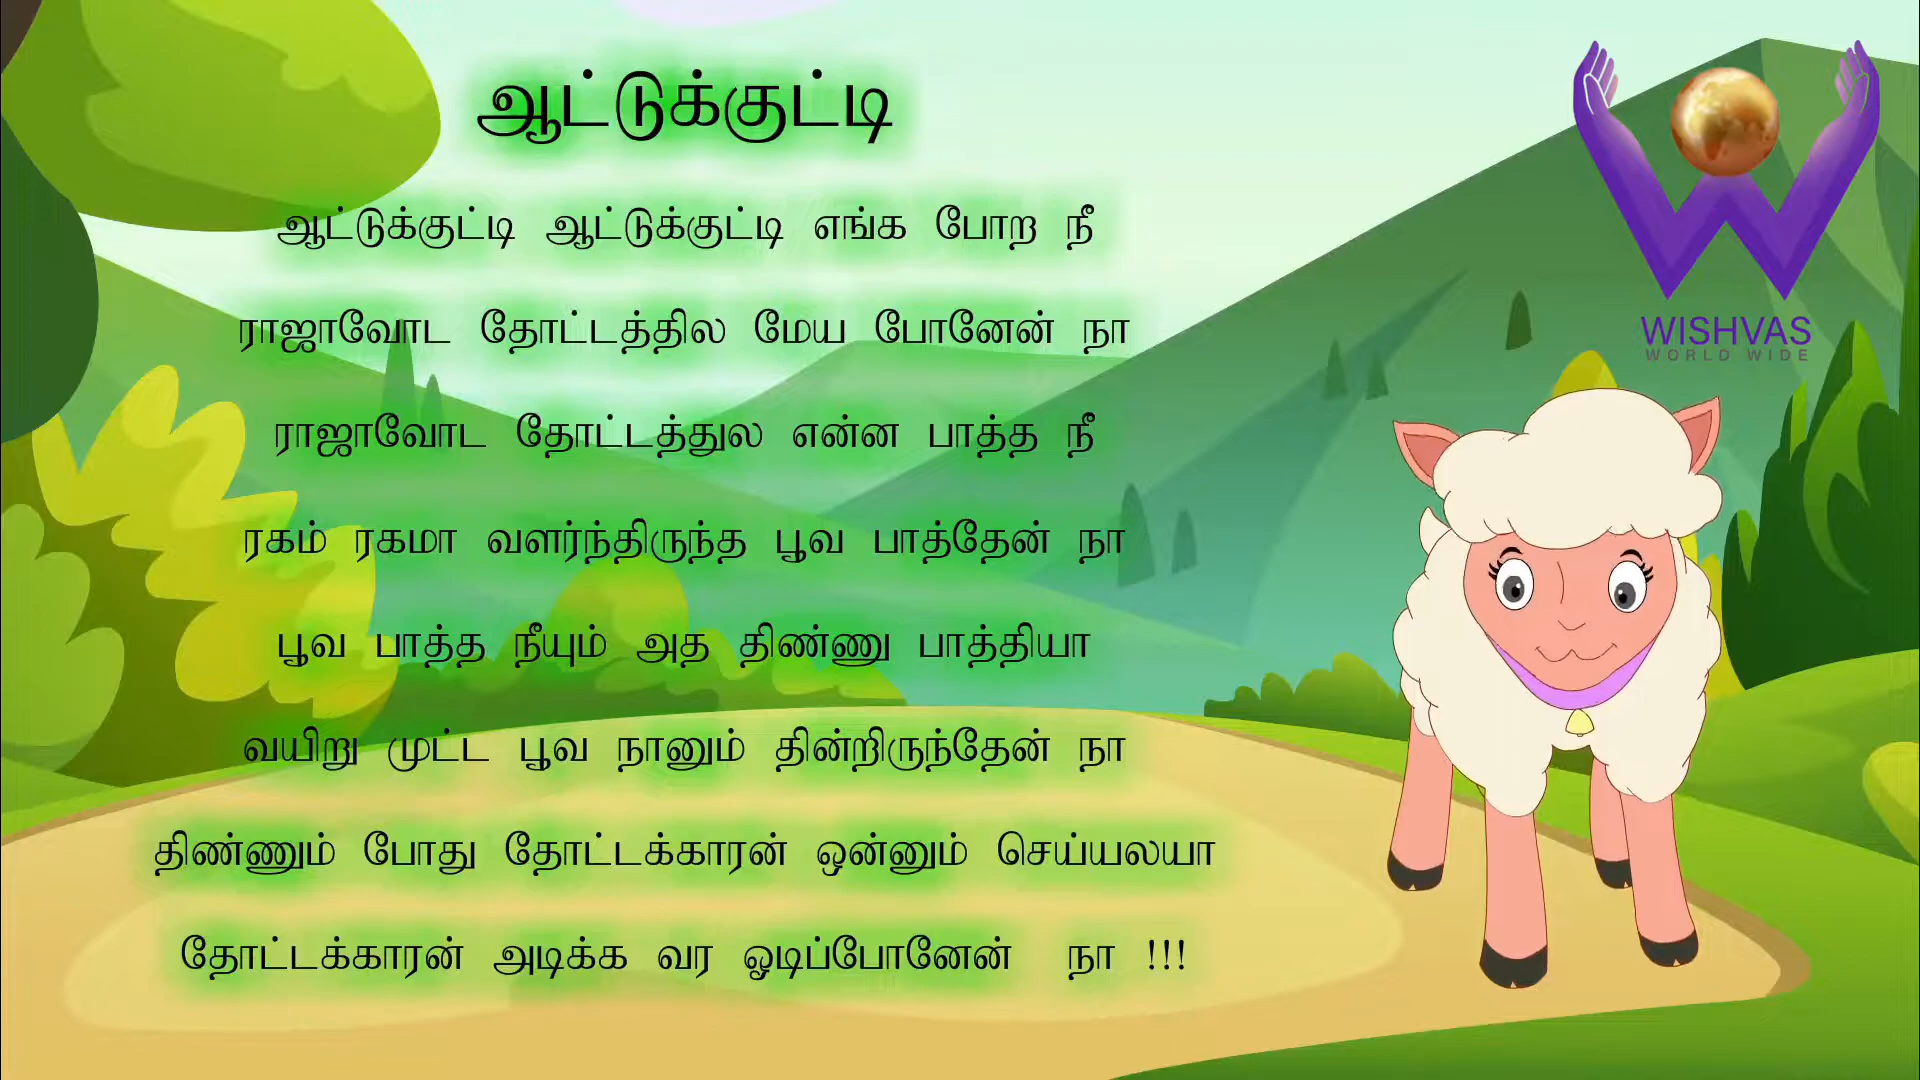 ஆட்டுக்குட்டி
ஆட்டுக்குட்டி ஆட்டுக்குட்டி எங்க போற நீ
ராஜாவோட தோட்டத்தில மேய போனேன் நா
ராஜாவோட தோட்டத்துல என்ன பாத்த நீ
ரகம் ரகமா வளர்ந்திருந்த பூவ பாத்தேன் நா
பூவ பாத்த நீயும் அத திண்ணு பாத்தியா
வயிறு முட்ட பூவ நானும் தின்றிருந்தேன் நா
திண்ணும் போது தோட்டக்காரன் ஒன்னும் செய்யலயா
தோட்டக்காரன் அடிக்க வர ஓடிப்போனேன் நா !!!
WISHVAS
WORLD WIDE